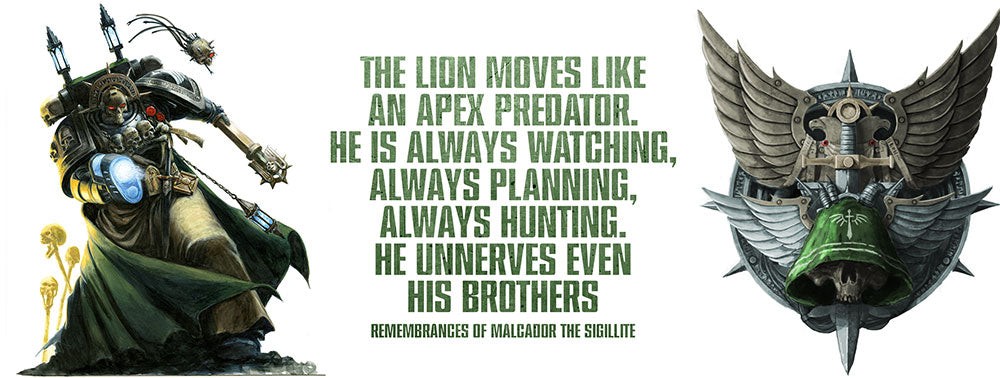 THE LION MOVES LIKE
AN APEX PREDATOR.
HE IS ALWAYS WATCHING,
ALWAYS PLANNING,
ALWAYS HUNTING.
HE UNNERVES EVEN
HIS BROTHERS
REMEMBRANCES OF MALCADOR THE SIGILLITE